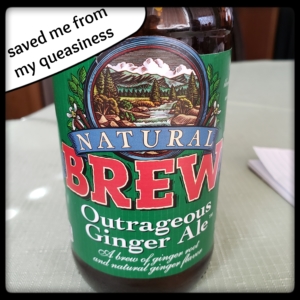 saved me from
my queasiness
NATURAL
BREW
Outrageous
Ginger Ale
A brew of ginger root
and natural ginger flavor